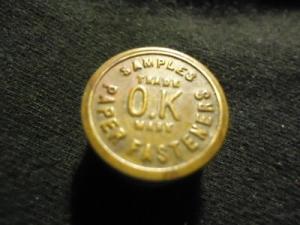 SAMPLES
TRADE
O.K
MARK
PAPER FASTENERS